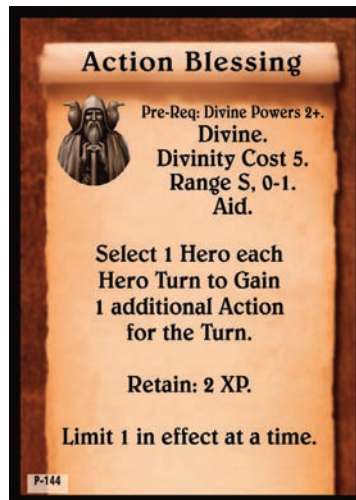 Action Blessing
Pre-Req: Divine Powers 2+.
Divine.
Divinity Cost 5.
Range S, 0-1.
Aid.
Select 1 Hero each
Hero Turn to Gain
1 additional Action
for the Turn.
Retain: 2 XP.
Limit 1 in effect at a time.
P-144